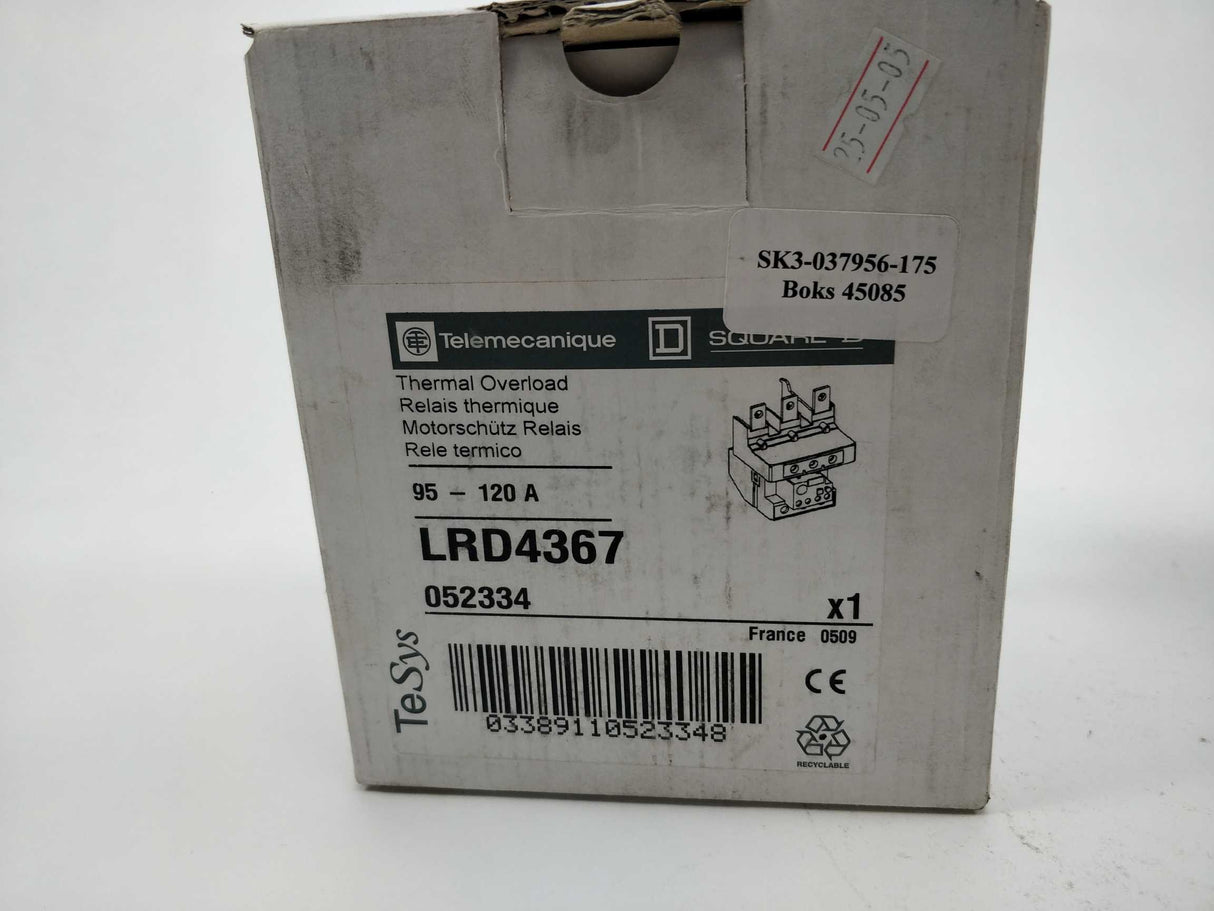 25-05-05
SK3-037956-175
Boks 45085
Telemecanique D SQUARE D
Thermal Overload
Relais thermique
Motorschütz Relais
Rele termico
95 – 120 A
LRD4367
052334 x1
France 0509
TeSys
CE
03389110523348
RECYCLABLE